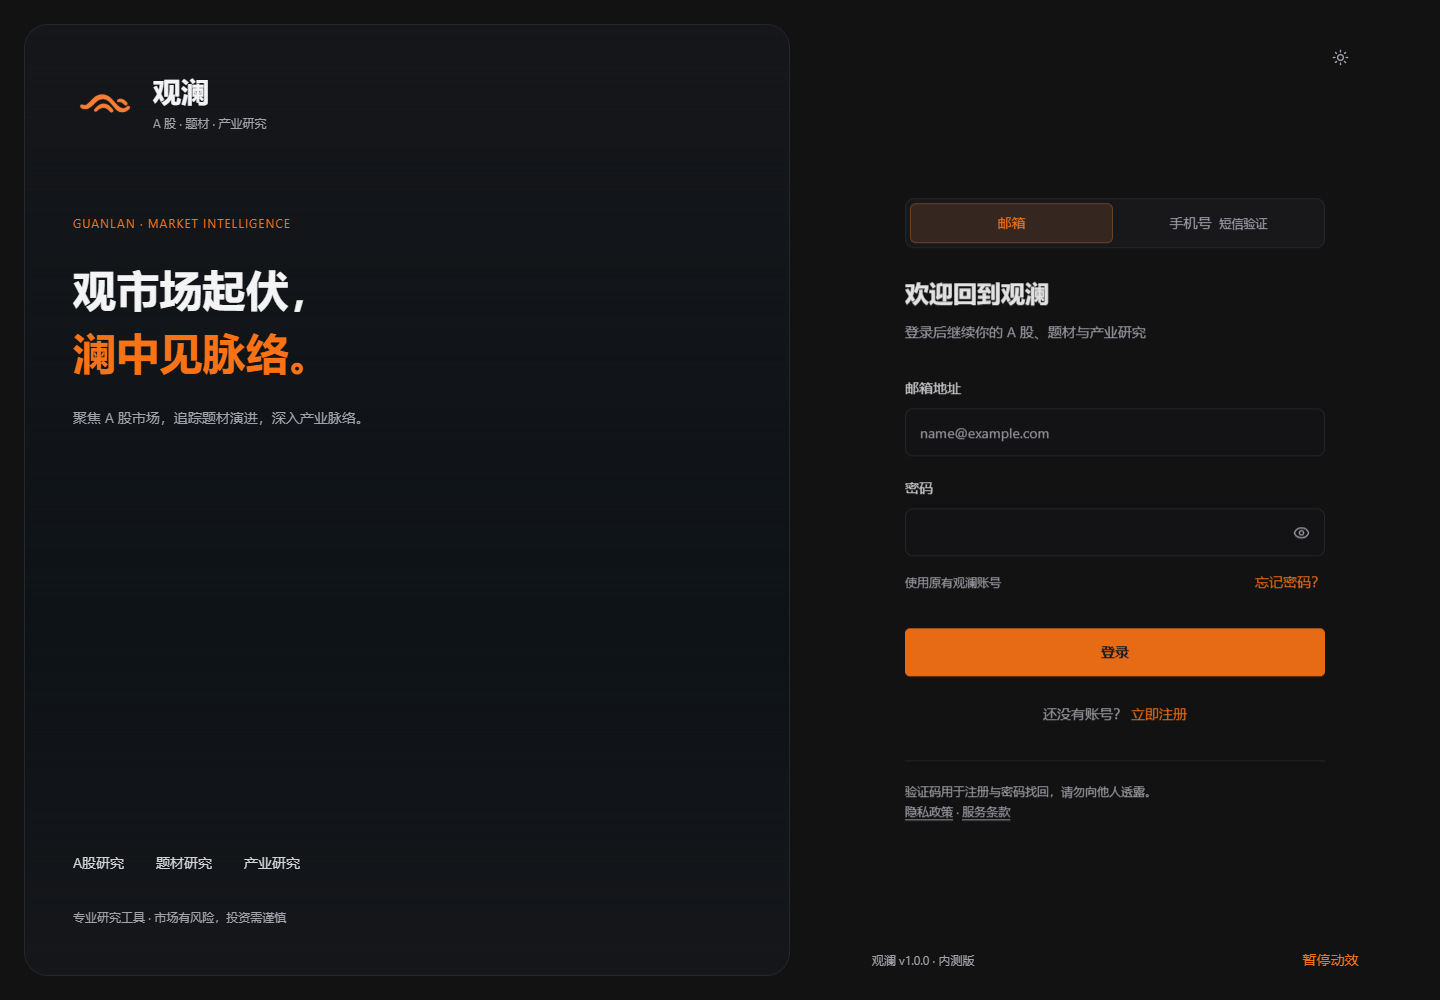 观澜
A 股 · 题材 · 产业研究
GUANLAN · MARKET INTELLIGENCE
观市场起伏，
澜中见脉络。
聚焦 A 股市场，追踪题材演进，深入产业脉络。
A股研究 题材研究 产业研究
专业研究工具 · 市场有风险，投资需谨慎
邮箱 手机号 短信验证
欢迎回到观澜
登录后继续你的 A 股、题材与产业研究
邮箱地址
name@example.com
密码
使用原有观澜账号 忘记密码？
登录
还没有账号？ 立即注册
验证码用于注册与密码找回，请勿向他人透露。
隐私政策 · 服务条款
观澜 v1.0.0 · 内测版 暂停动效